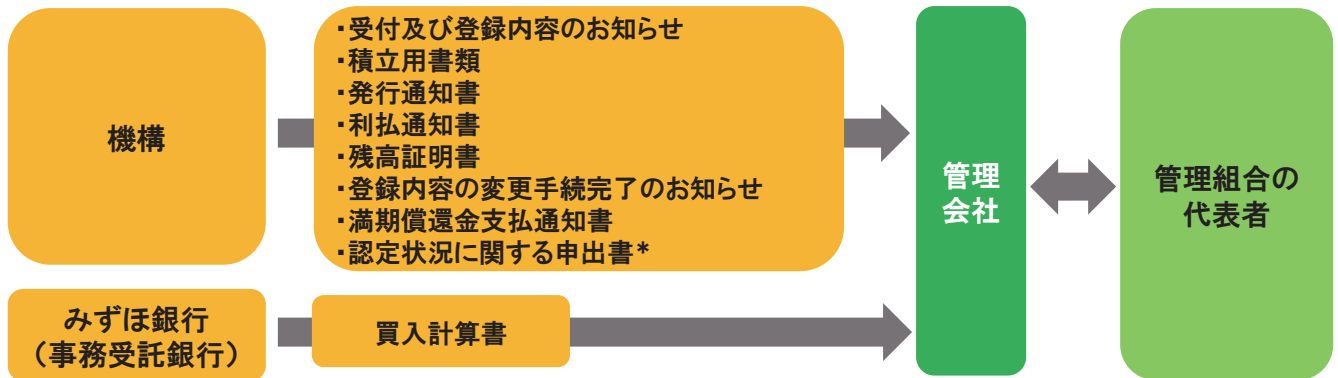 機構
・受付及び登録内容のお知らせ
・積立用書類
・発行通知書
・利払通知書
・残高証明書
・登録内容の変更手続完了のお知らせ
・満期償還金支払通知書
・認定状況に関する申出書*
管理
会社
管理組合の
代表者
みずほ銀行
（事務受託銀行）
買入計算書